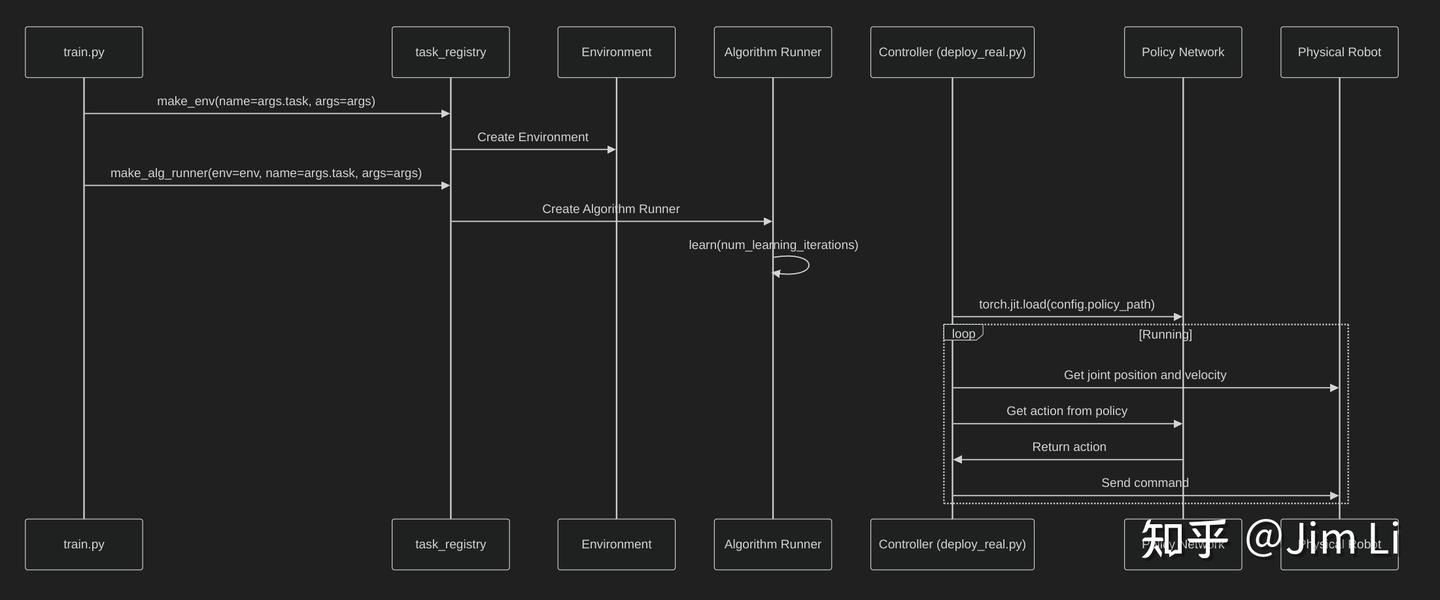 train.py
task_registry
Environment
Algorithm Runner
Controller (deploy_real.py)
Policy Network
Physical Robot
make_env(name=args.task, args=args)
Create Environment
make_alg_runner(env=env, name=args.task, args=args)
Create Algorithm Runner
learn(num_learning_iterations)
torch.jit.load(config.policy_path)
loop
[Running]
Get joint position and velocity
Get action from policy
Return action
Send command
train.py
task_registry
Environment
Algorithm Runner
Controller (deploy_real.py)
Policy Network
Physical Robot
知乎 @Jim Li